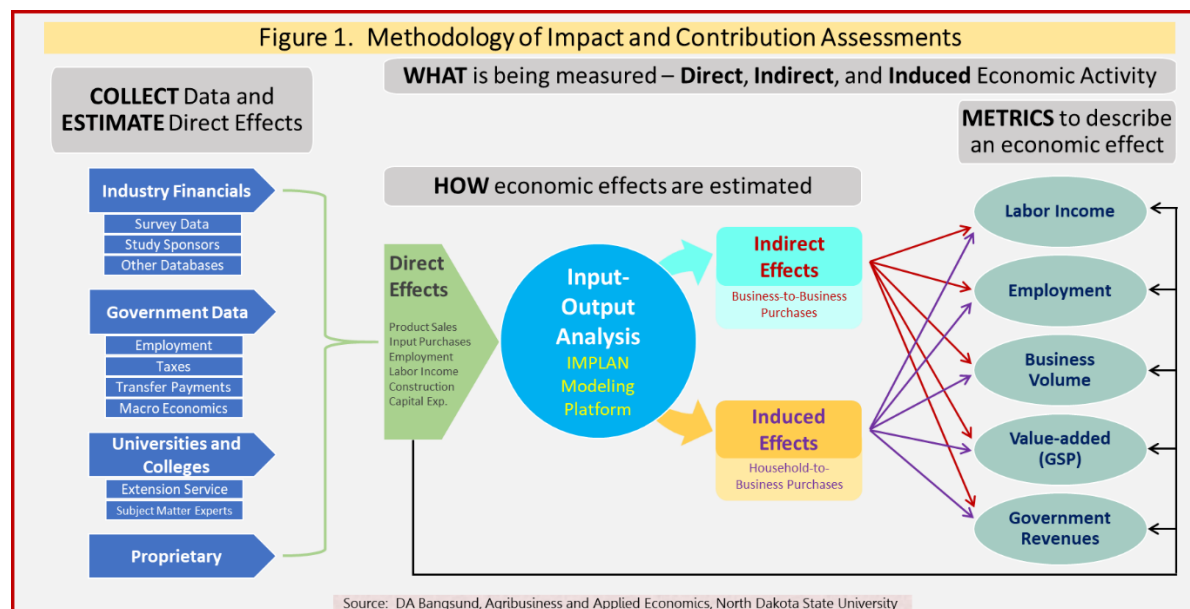 Figure 1.  Methodology of Impact and Contribution Assessments
COLLECT Data and
ESTIMATE Direct Effects
WHAT is being measured – Direct, Indirect, and Induced Economic Activity
METRICS to describe
an economic effect
HOW economic effects are estimated
Industry Financials
Survey Data
Study Sponsors
Other Databases
Government Data
Employment
Taxes
Transfer Payments
Macro Economics
Universities and
Colleges
Extension Service
Subject Matter Experts
Proprietary
Direct
Effects
Product Sales
Input Purchases
Employment
Labor Income
Construction
Capital Exp.
Input-
Output
Analysis
IMPLAN
Modeling
Platform
Indirect
Effects
Business-to-Business
Purchases
Induced
Effects
Household-to-
Business Purchases
Labor Income
Employment
Business
Volume
Value-added
(GSP)
Government
Revenues
Source:  DA Bangsund, Agribusiness and Applied Economics, North Dakota State University